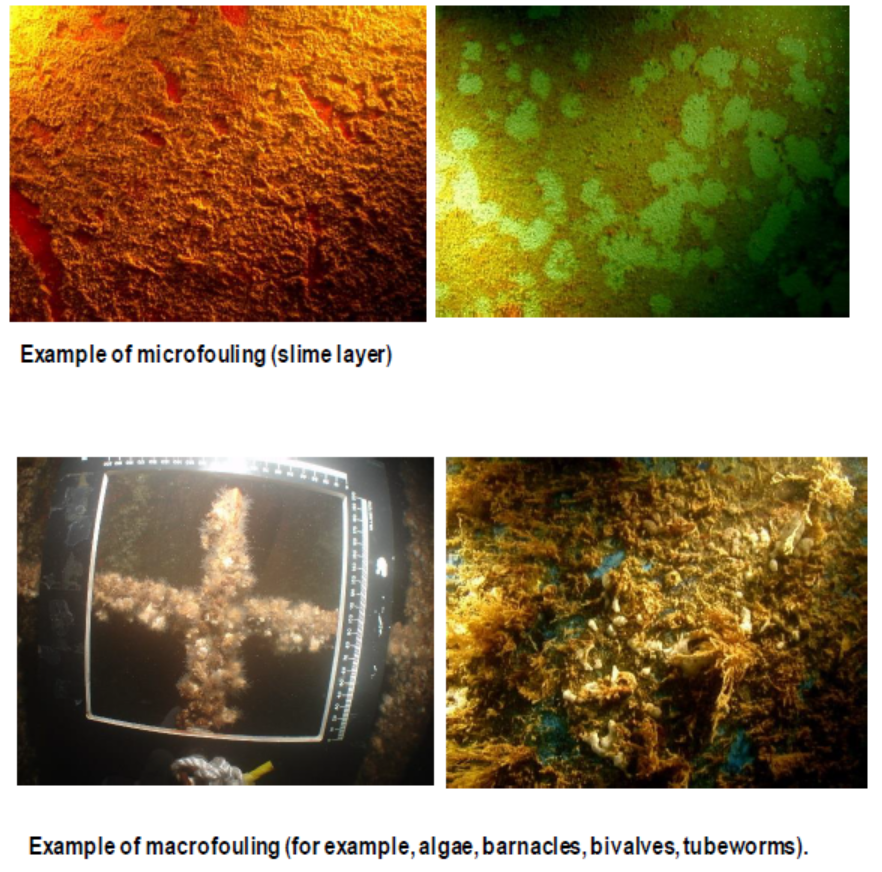 Example of microfouling (slime layer)
Example of macrofouling (for example, algae, barnacles, bivalves, tubeworms).